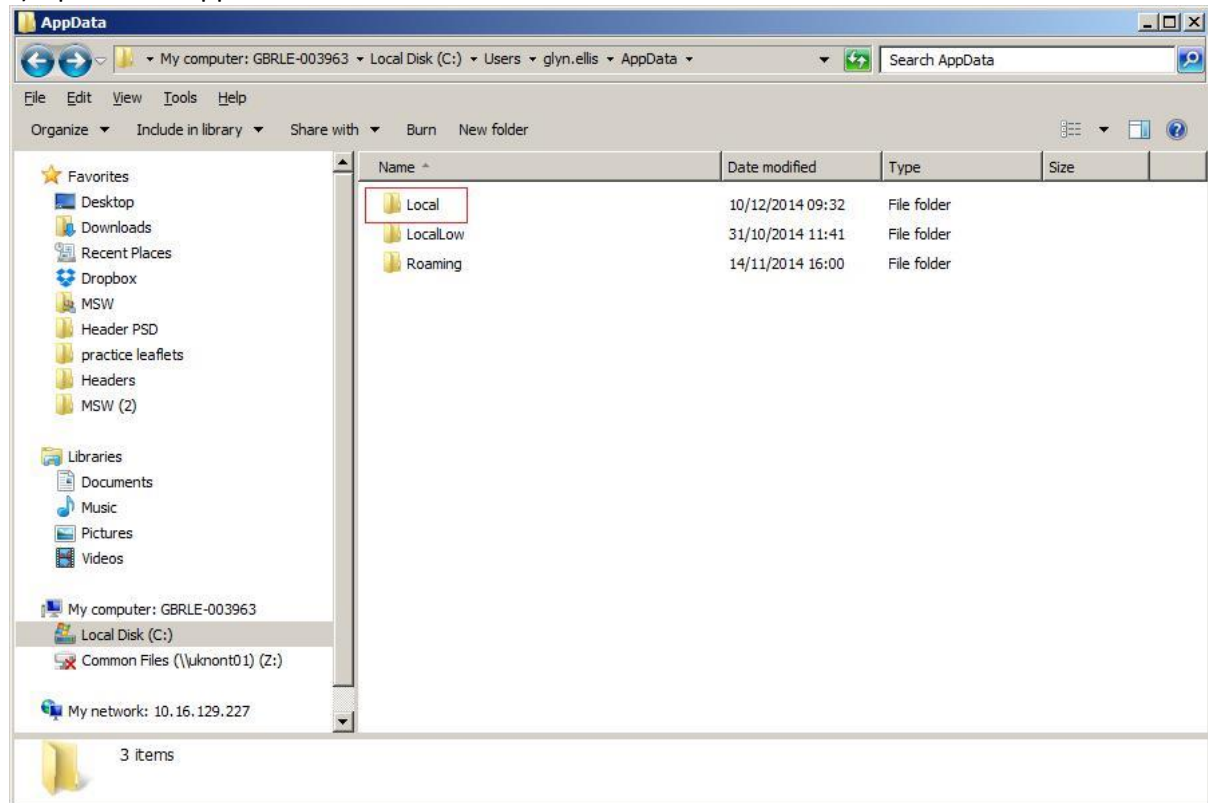 AppData
My computer: GBRLE-003963 Local Disk (C:) Users glyn.ellis AppData Search AppData
File Edit View Tools Help
Organize Include in library Share with Burn New folder
Name Date modified Type Size
Favorites
Desktop
Downloads
Recent Places
Dropbox
MSW
Header PSD
practice leaflets
Headers
MSW (2)
Libraries
Documents
Music
Pictures
Videos
My computer: GBRLE-003963
Local Disk (C:)
Common Files (\\uknont01) (Z:)
My network: 10.16.129.227
Local 10/12/2014 09:32 File folder
LocalLow 31/10/2014 11:41 File folder
Roaming 14/11/2014 16:00 File folder
3 items